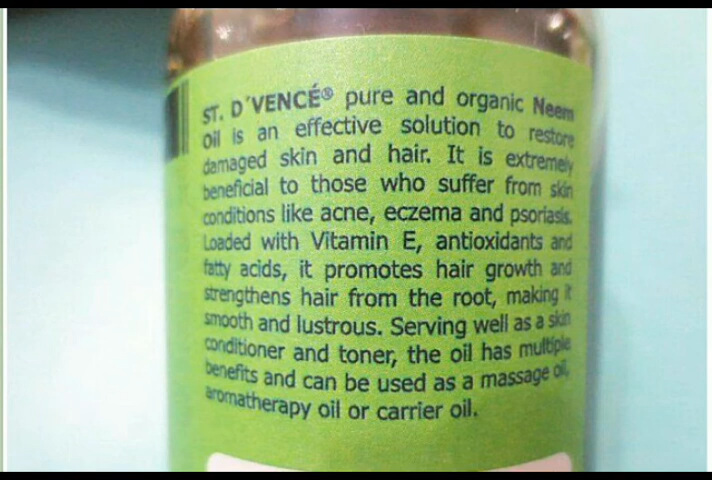 ST. D'VENCÉ® pure and organic Neem
Oil is an effective solution to restore
damaged skin and hair. It is extremely
beneficial to those who suffer from skin
conditions like acne, eczema and psoriasis.
Loaded with Vitamin E, antioxidants and
fatty acids, it promotes hair growth and
strengthens hair from the root, making it
smooth and lustrous. Serving well as a skin
conditioner and toner, the oil has multiple
benefits and can be used as a massage oil,
aromatherapy oil or carrier oil.